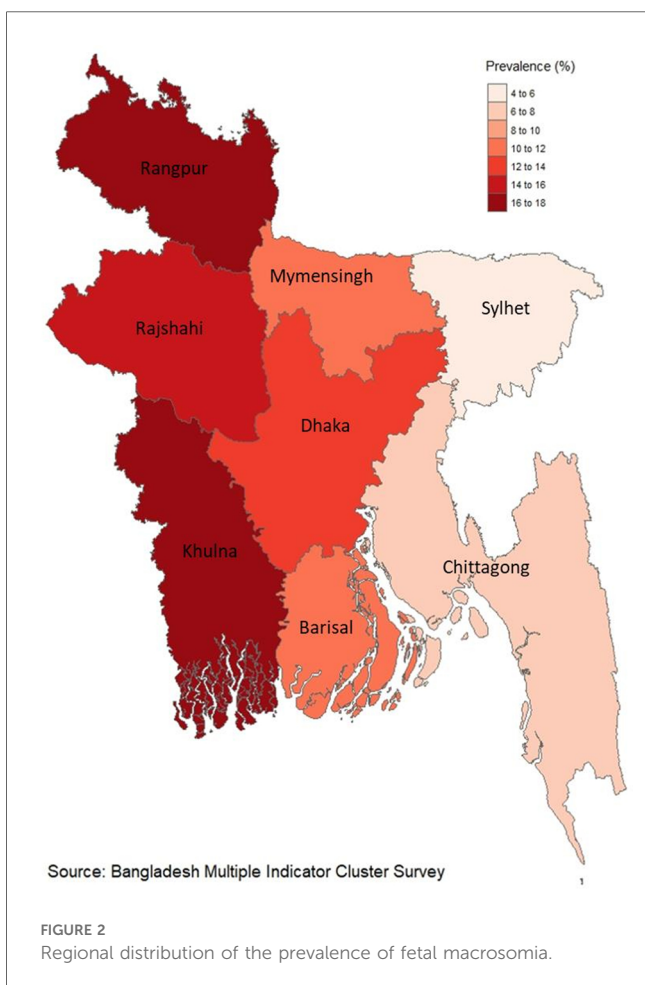 Prevalence (%)
4 to 6
6 to 8
8 to 10
10 to 12
12 to 14
14 to 16
16 to 18
Rangpur
Mymensingh
Sylhet
Rajshahi
Dhaka
Khulna
Chittagong
Barisal
Source: Bangladesh Multiple Indicator Cluster Survey
1
FIGURE 2
Regional distribution of the prevalence of fetal macrosomia.